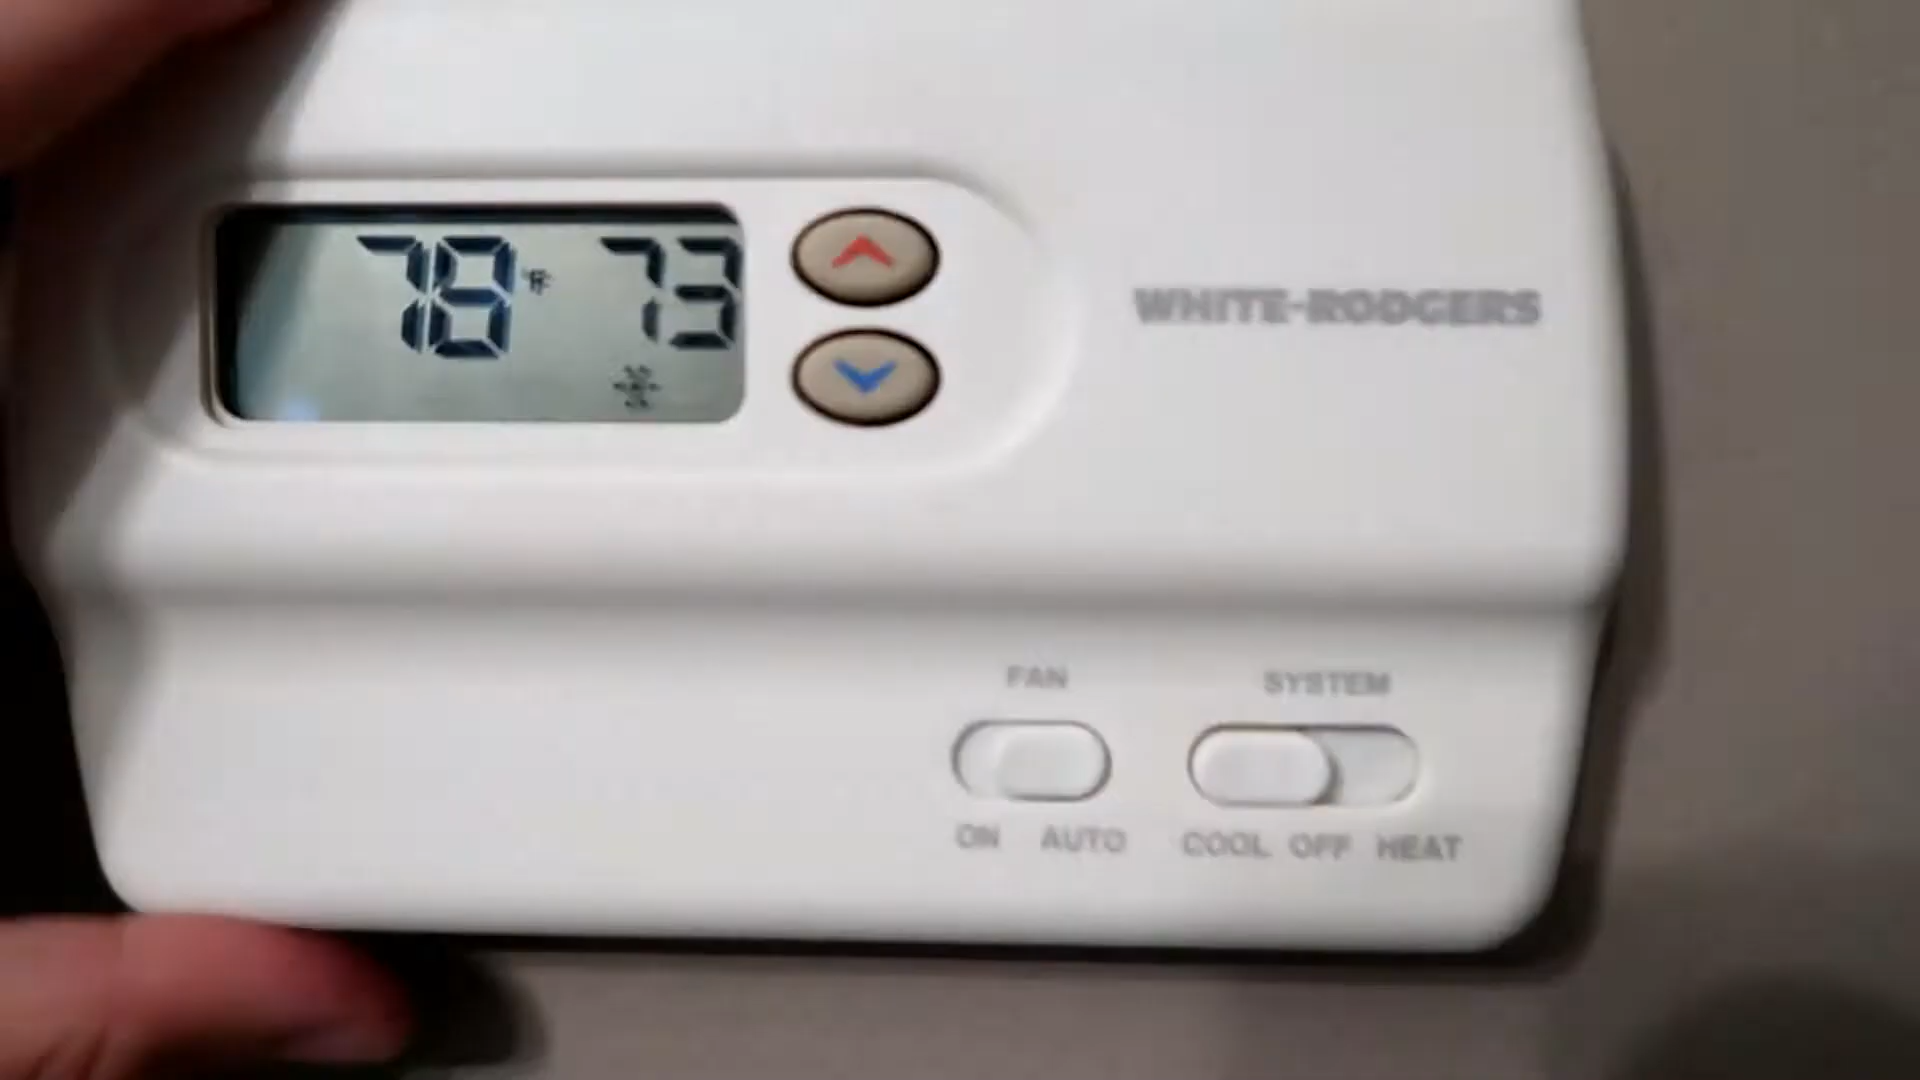 78°F 73
WHITE-RODGERS
FAN SYSTEM
ON AUTO COOL OFF HEAT